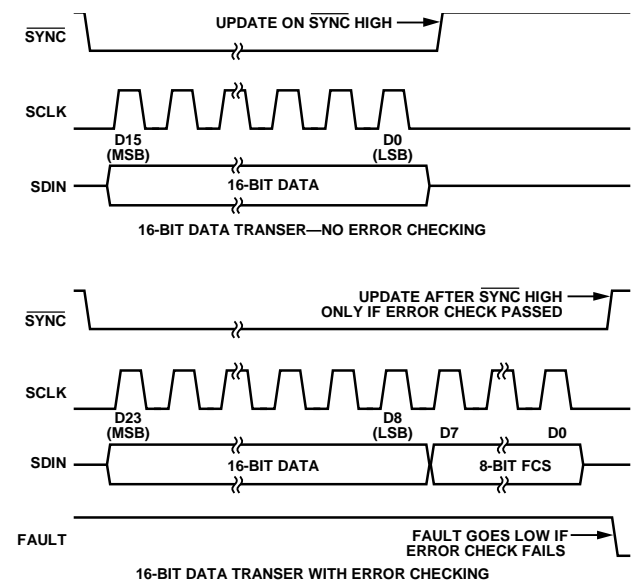 UPDATE ON SYNC HIGH
SYNC
SCLK
D15
(MSB)
D0
(LSB)
SDIN
16-BIT DATA
16-BIT DATA TRANSER—NO ERROR CHECKING
UPDATE AFTER SYNC HIGH
ONLY IF ERROR CHECK PASSED
SYNC
SCLK
D23
(MSB)
D8
(LSB)
D7
D0
SDIN
16-BIT DATA
8-BIT FCS
FAULT
FAULT GOES LOW IF
ERROR CHECK FAILS
16-BIT DATA TRANSER WITH ERROR CHECKING